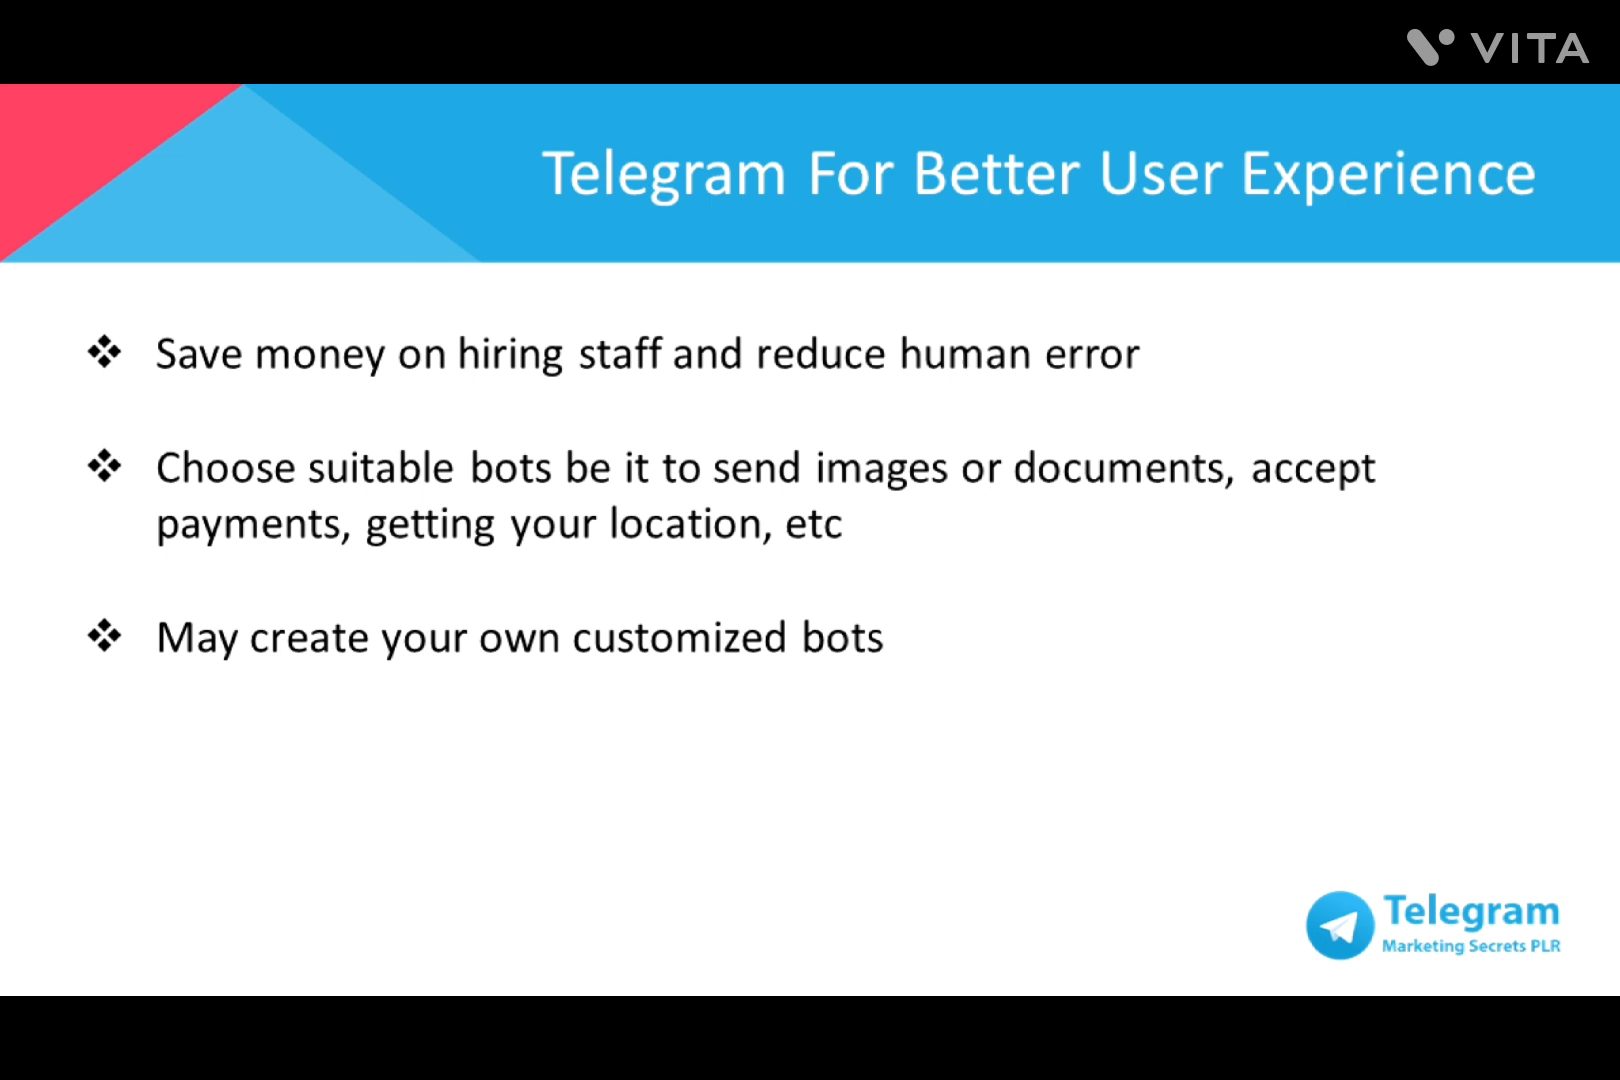 VITA
Telegram For Better User Experience
❖ Save money on hiring staff and reduce human error
❖ Choose suitable bots be it to send images or documents, accept
payments, getting your location, etc
❖ May create your own customized bots
Telegram
Marketing Secrets PLR